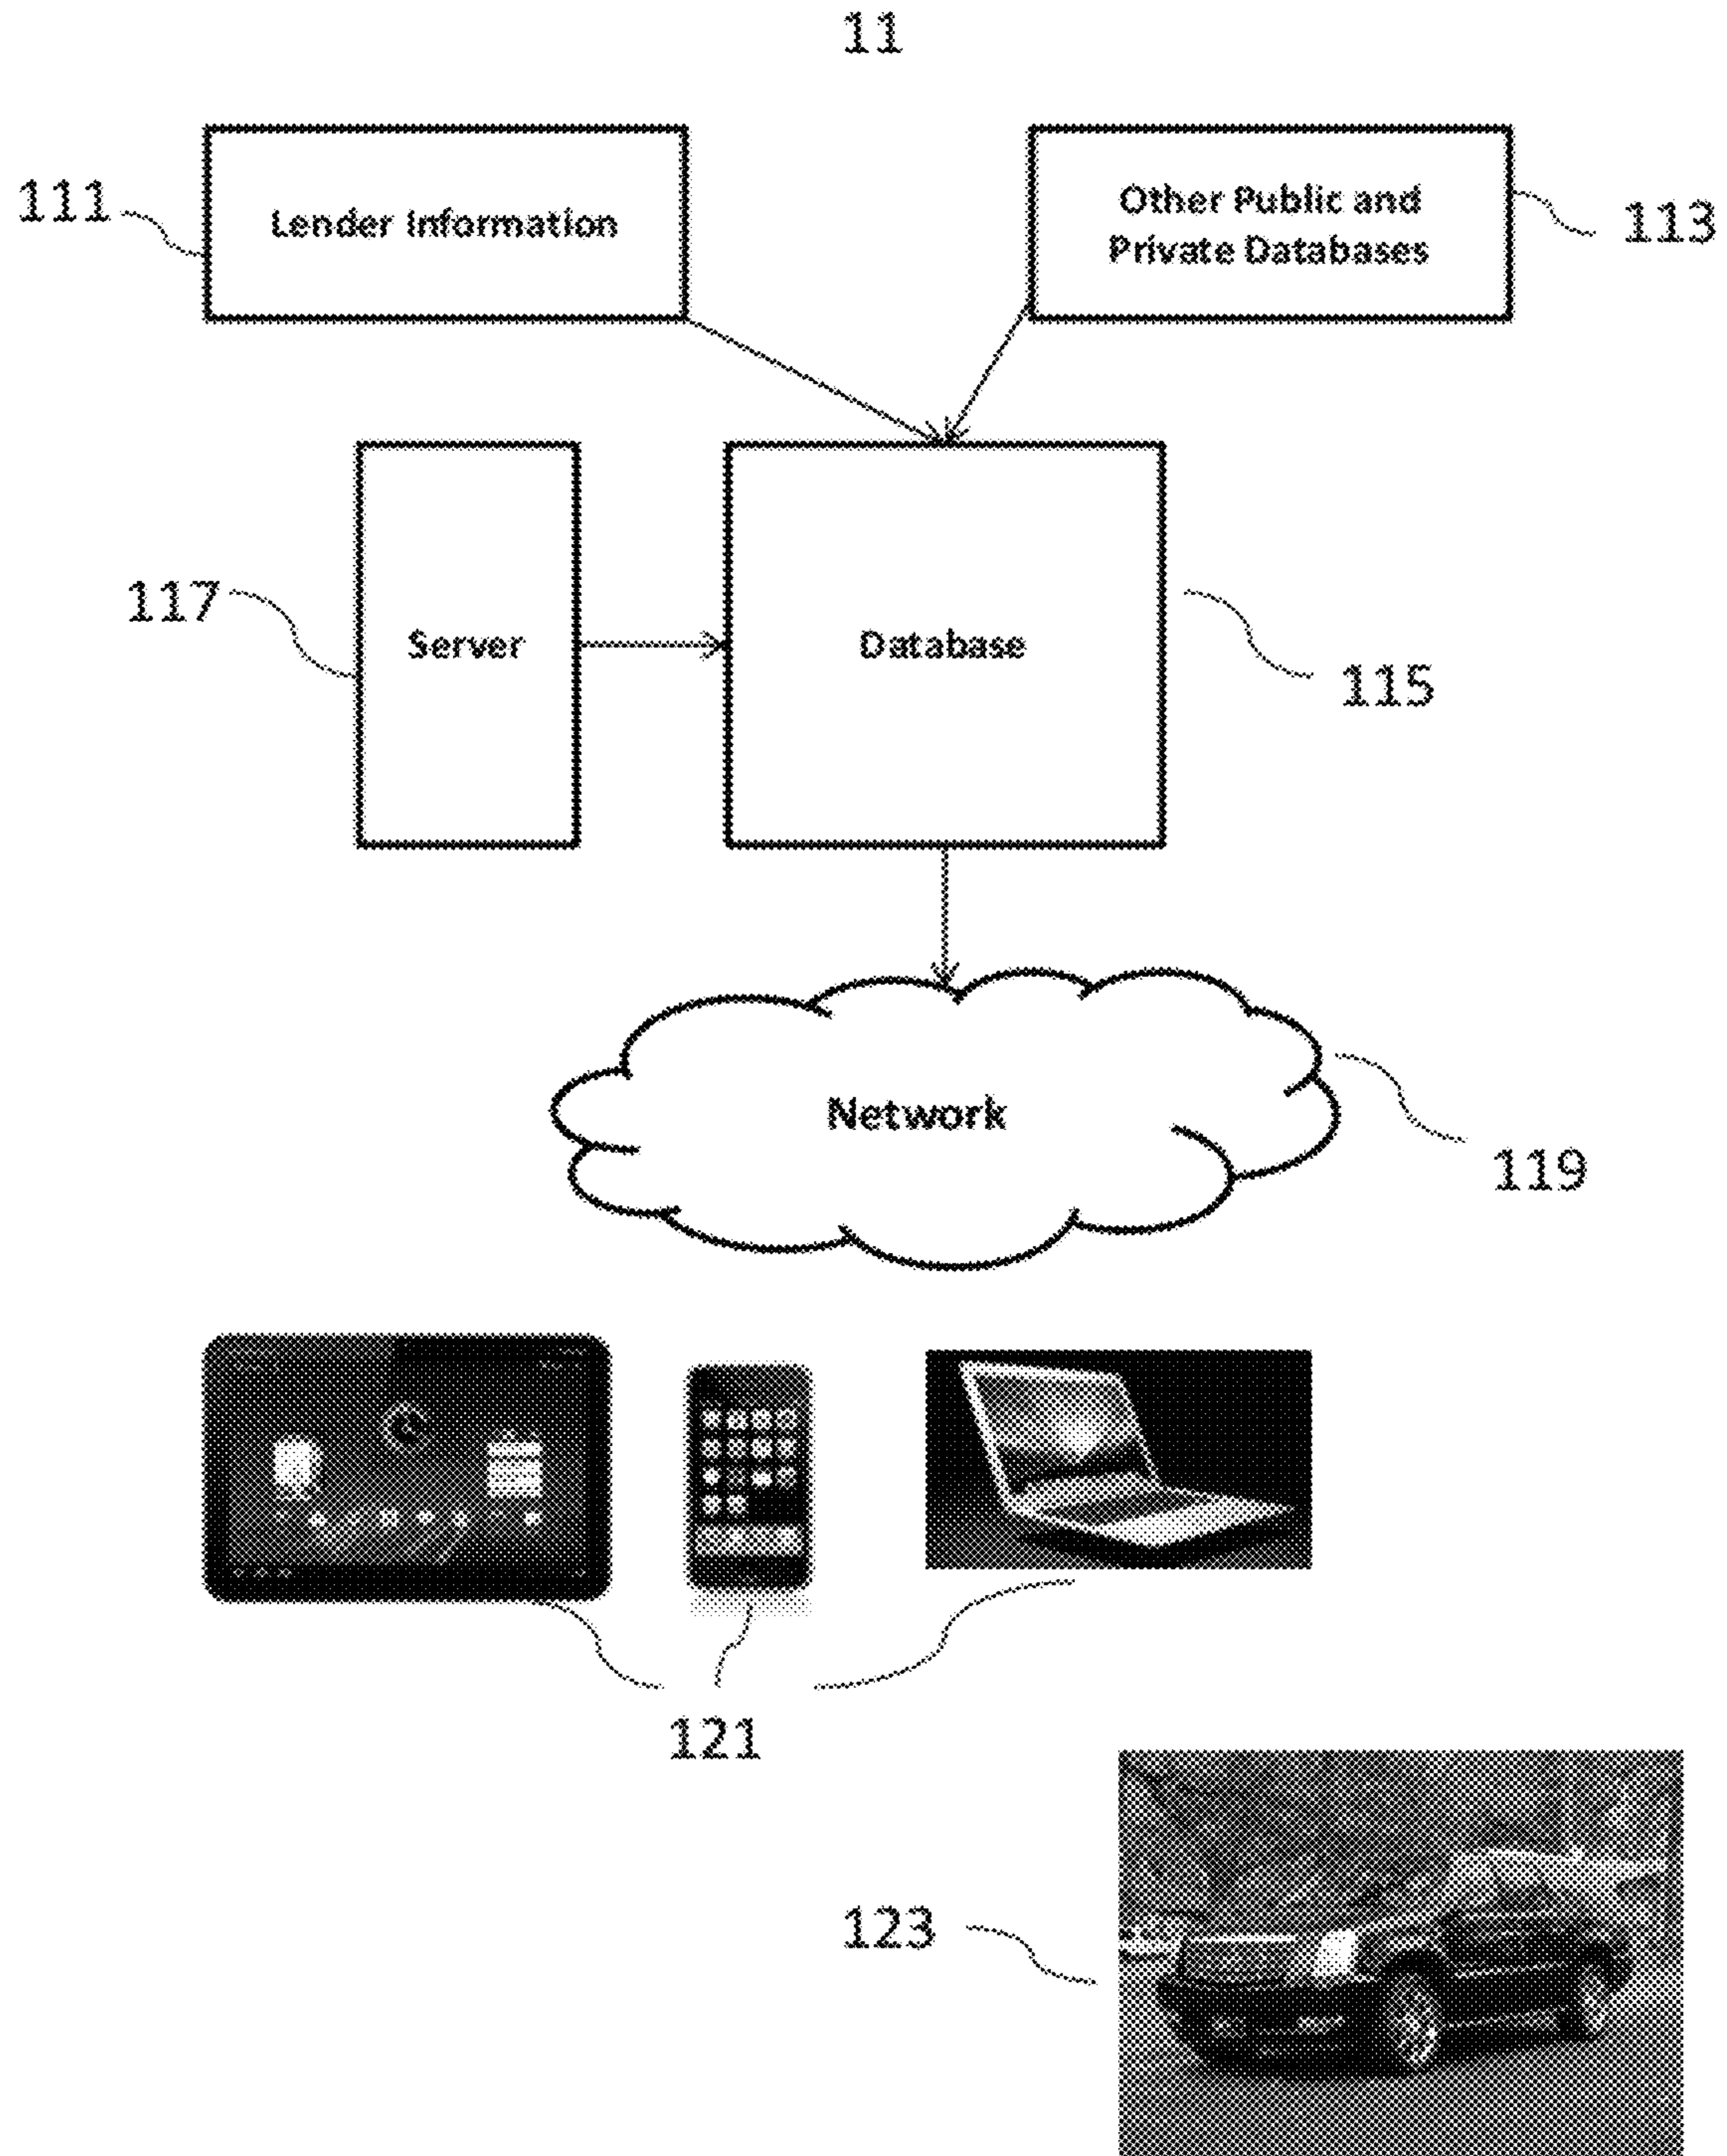 11
111
Lender Information
Other Public and
Private Databases
113
117
Server
Database
115
Network
119
121
123